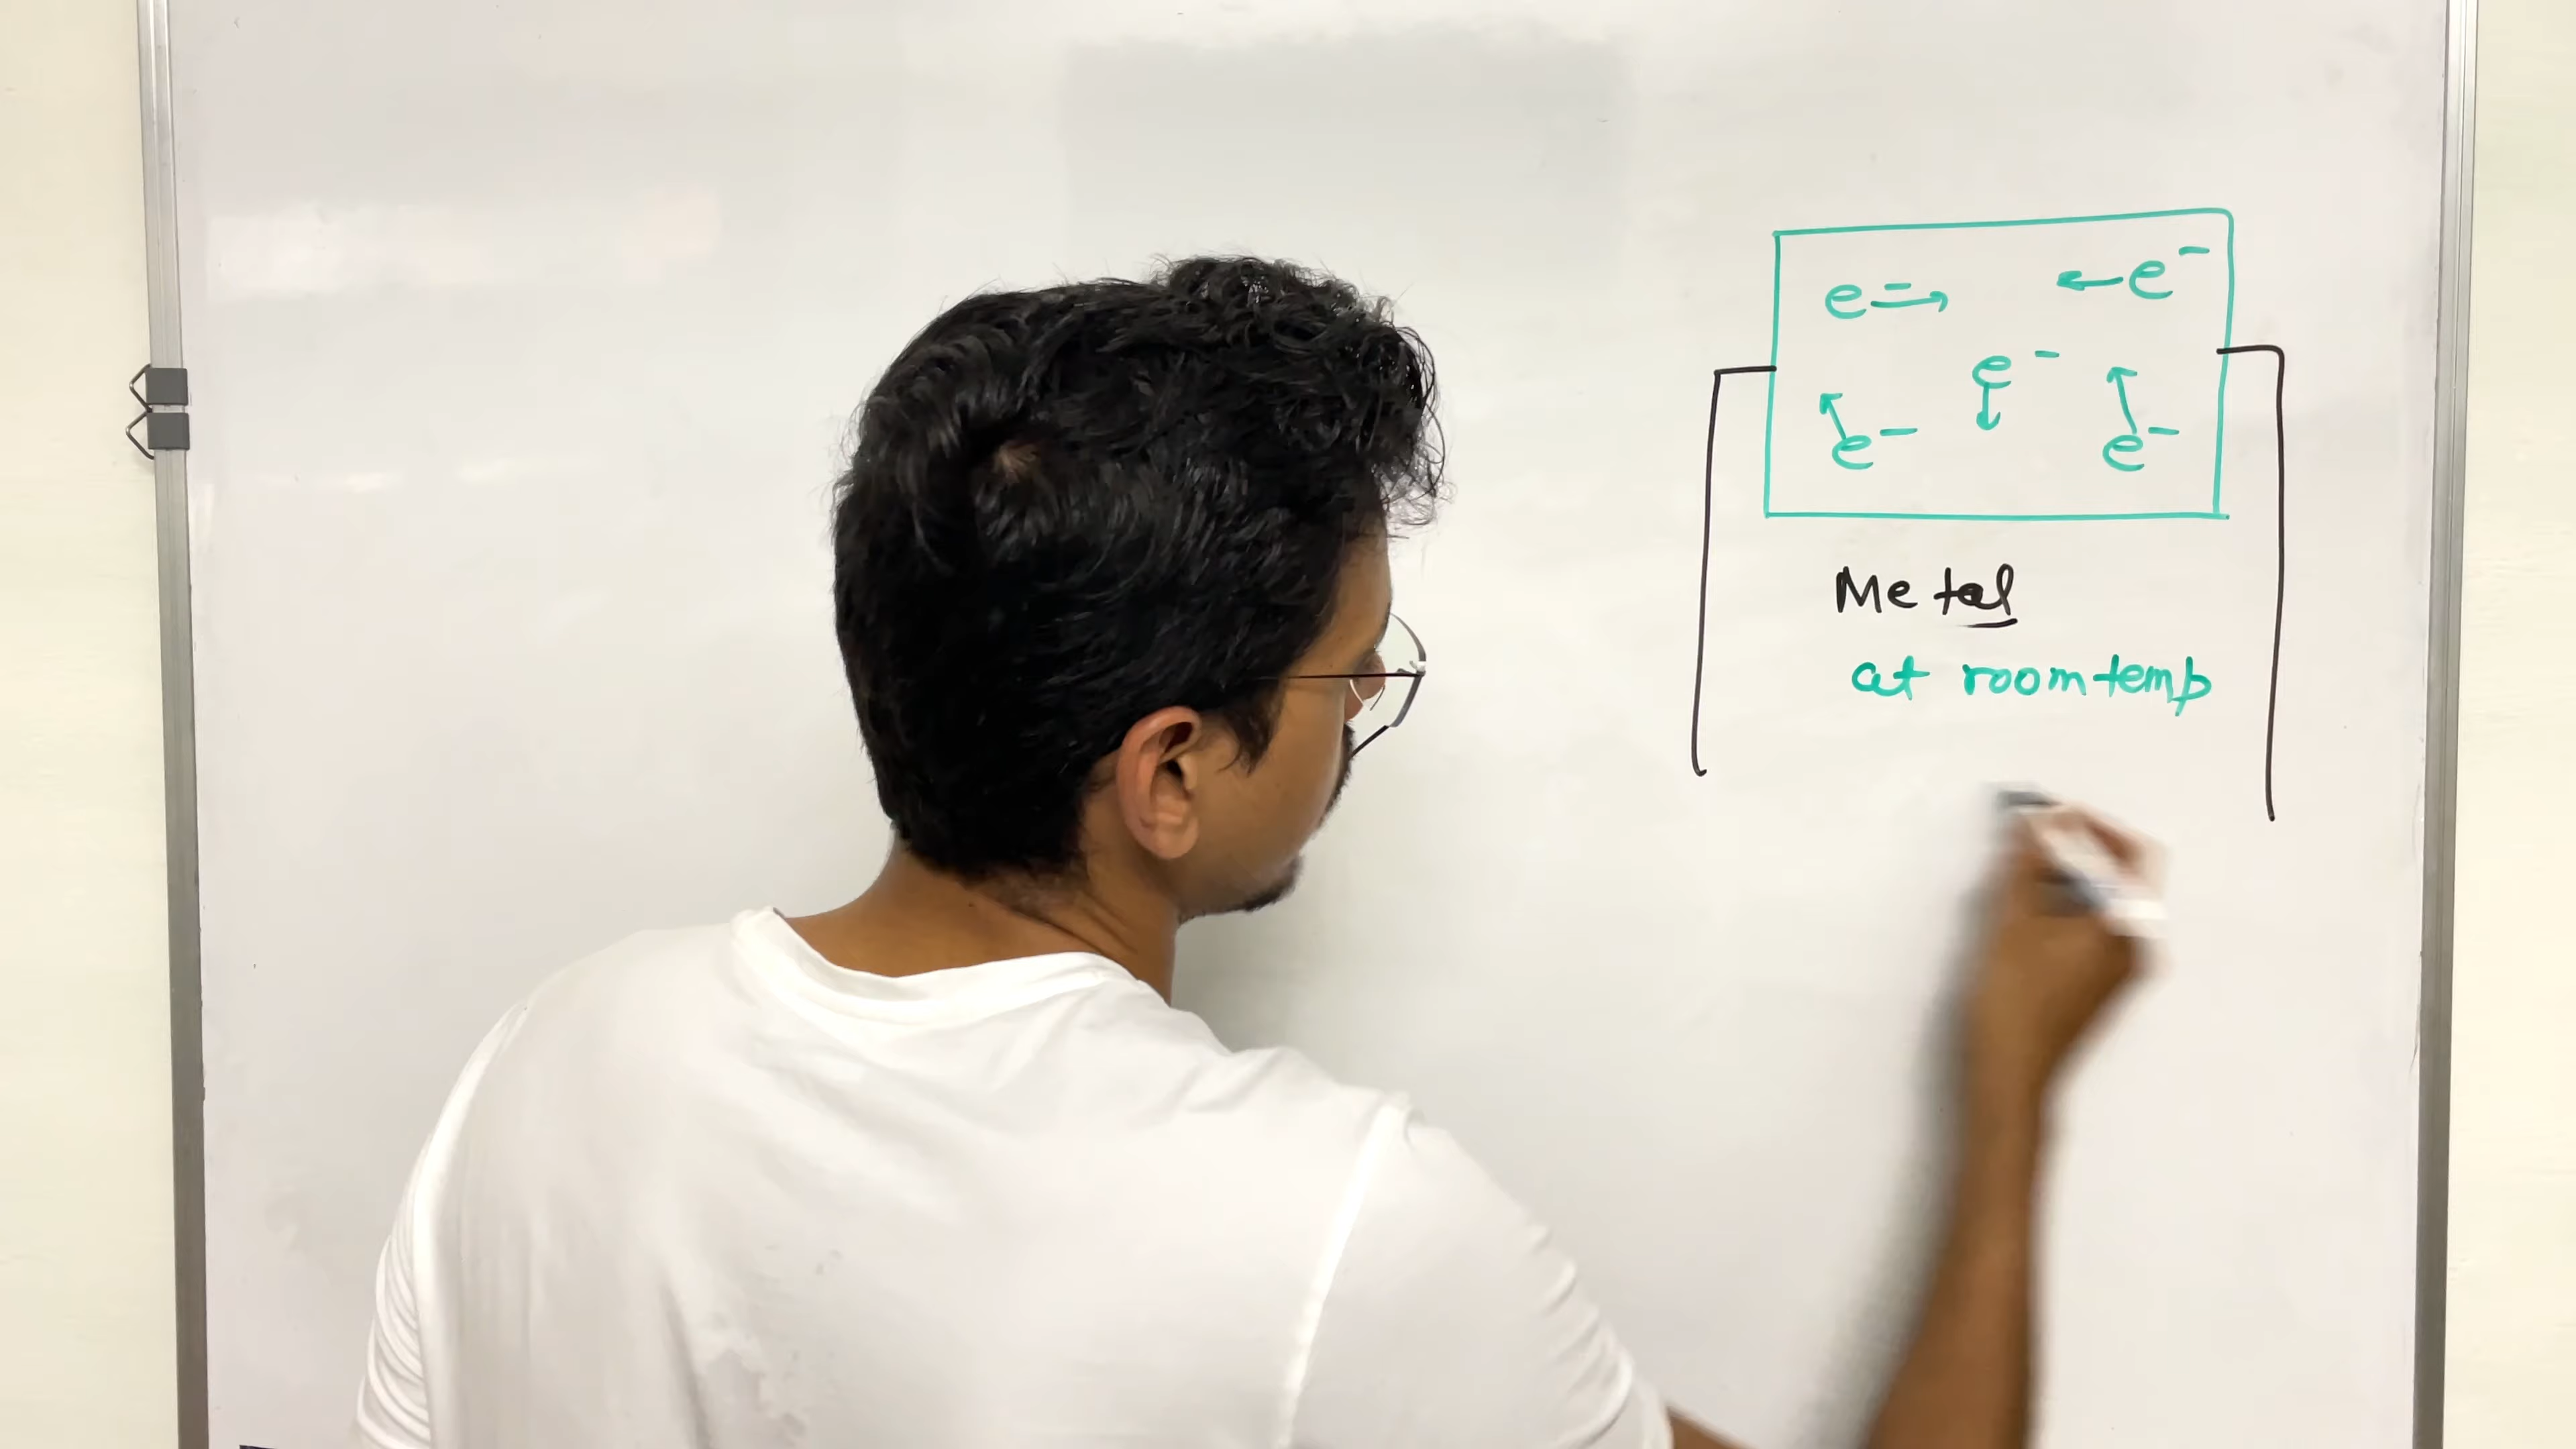 e⁻ e⁻
e⁻
e⁻ e⁻
Metal
at room temp